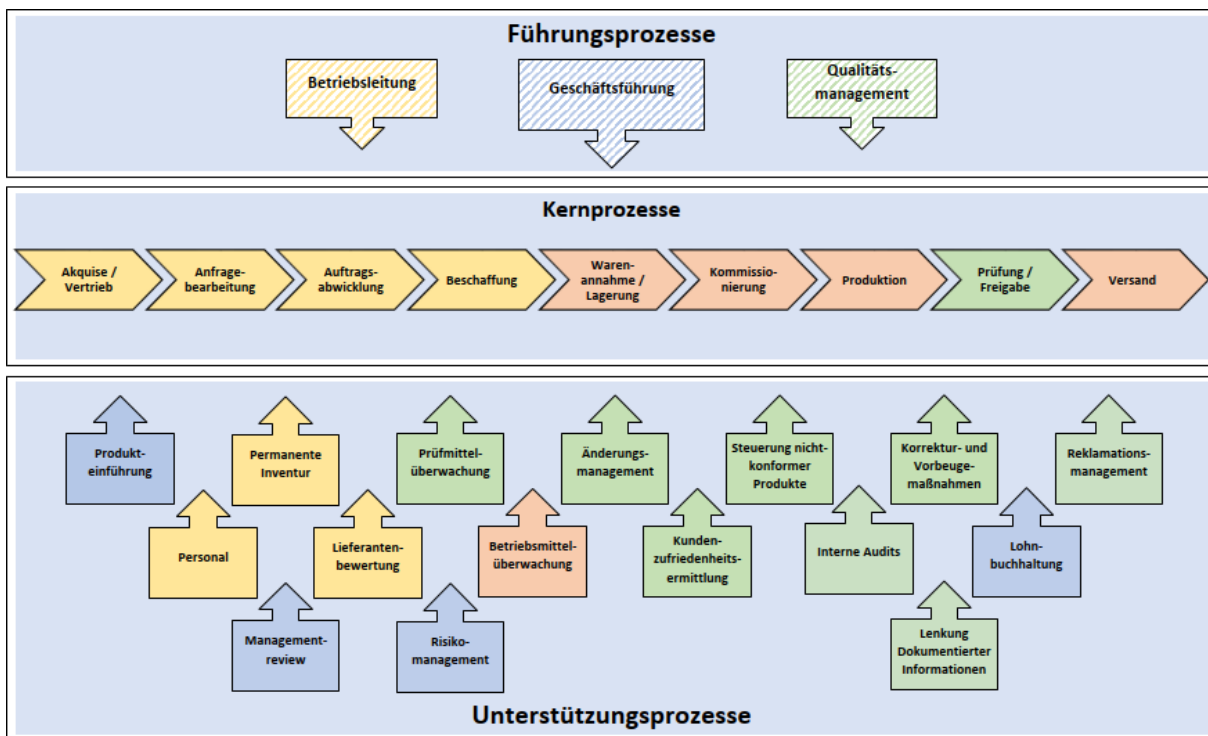 Führungsprozesse
Betriebsleitung
Geschäftsführung
Qualitäts-
management
Kernprozesse
Akquise /
Vertrieb
Anfrage-
bearbeitung
Auftrags-
abwicklung
Beschaffung
Waren-
annahme /
Lagerung
Kommissio-
nierung
Produktion
Prüfung /
Freigabe
Versand
Produkt-
einführung
Permanente
Inventur
Prüfmittel-
überwachung
Änderungs-
management
Steuerung nicht-
konformer
Produkte
Korrektur- und
Vorbeuge-
maßnahmen
Reklamations-
management
Personal
Lieferanten-
bewertung
Betriebsmittel-
überwachung
Kunden-
zufriedenheits-
ermittlung
Interne Audits
Lohn-
buchhaltung
Management-
review
Risiko-
management
Lenkung
Dokumentierter
Informationen
Unterstützungsprozesse